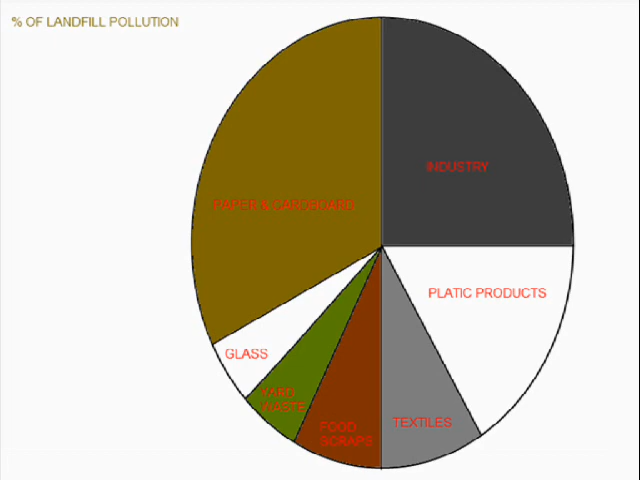 % OF LANDFILL POLLUTION
INDUSTRY
PAPER & CARDBOARD
PLATIC PRODUCTS
GLASS
YARD
WASTE
TEXTILES
FOOD
SCRAPS